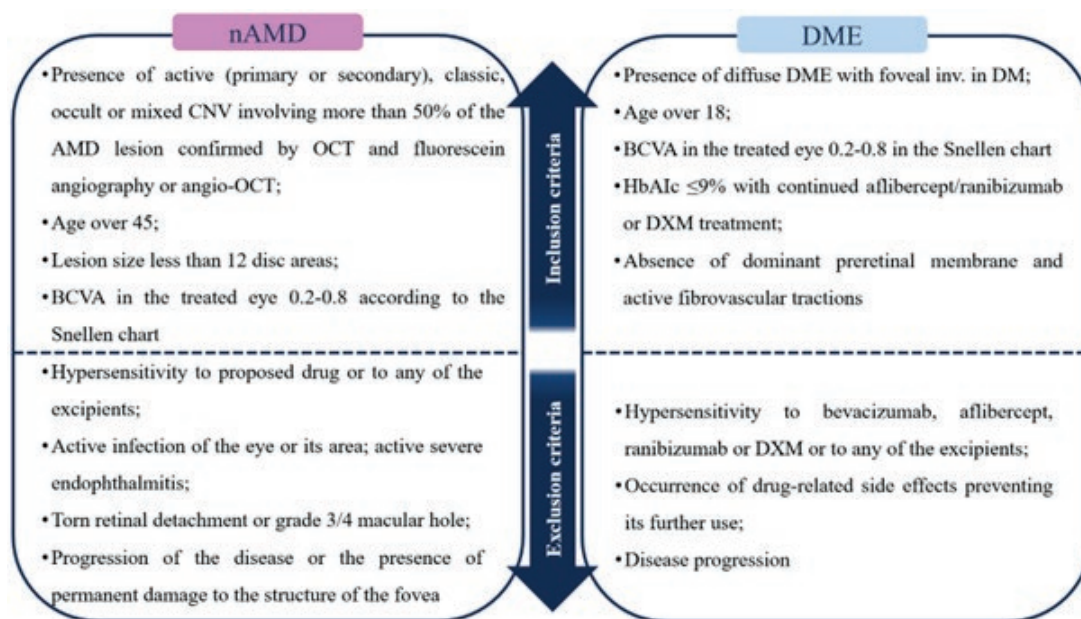 nAMD
•Presence of active (primary or secondary), classic,
occult or mixed CNV involving more than 50% of the
AMD lesion confirmed by OCT and fluorescein
angiography or angio-OCT;
•Age over 45;
•Lesion size less than 12 disc areas;
•BCVA in the treated eye 0.2-0.8 according to the
Snellen chart
•Hypersensitivity to proposed drug or to any of the
excipients;
•Active infection of the eye or its area; active severe
endophthalmitis;
•Torn retinal detachment or grade 3/4 macular hole;
•Progression of the disease or the presence of
permanent damage to the structure of the fovea
Inclusion criteria
Exclusion criteria
DME
•Presence of diffuse DME with foveal inv. in DM;
•Age over 18;
•BCVA in the treated eye 0.2-0.8 in the Snellen chart
•HbAIc ≤9% with continued aflibercept/ranibizumab
or DXM treatment;
•Absence of dominant preretinal membrane and
active fibrovascular tractions
•Hypersensitivity to bevacizumab, aflibercept,
ranibizumab or DXM or to any of the excipients;
•Occurrence of drug-related side effects preventing
its further use;
•Disease progression